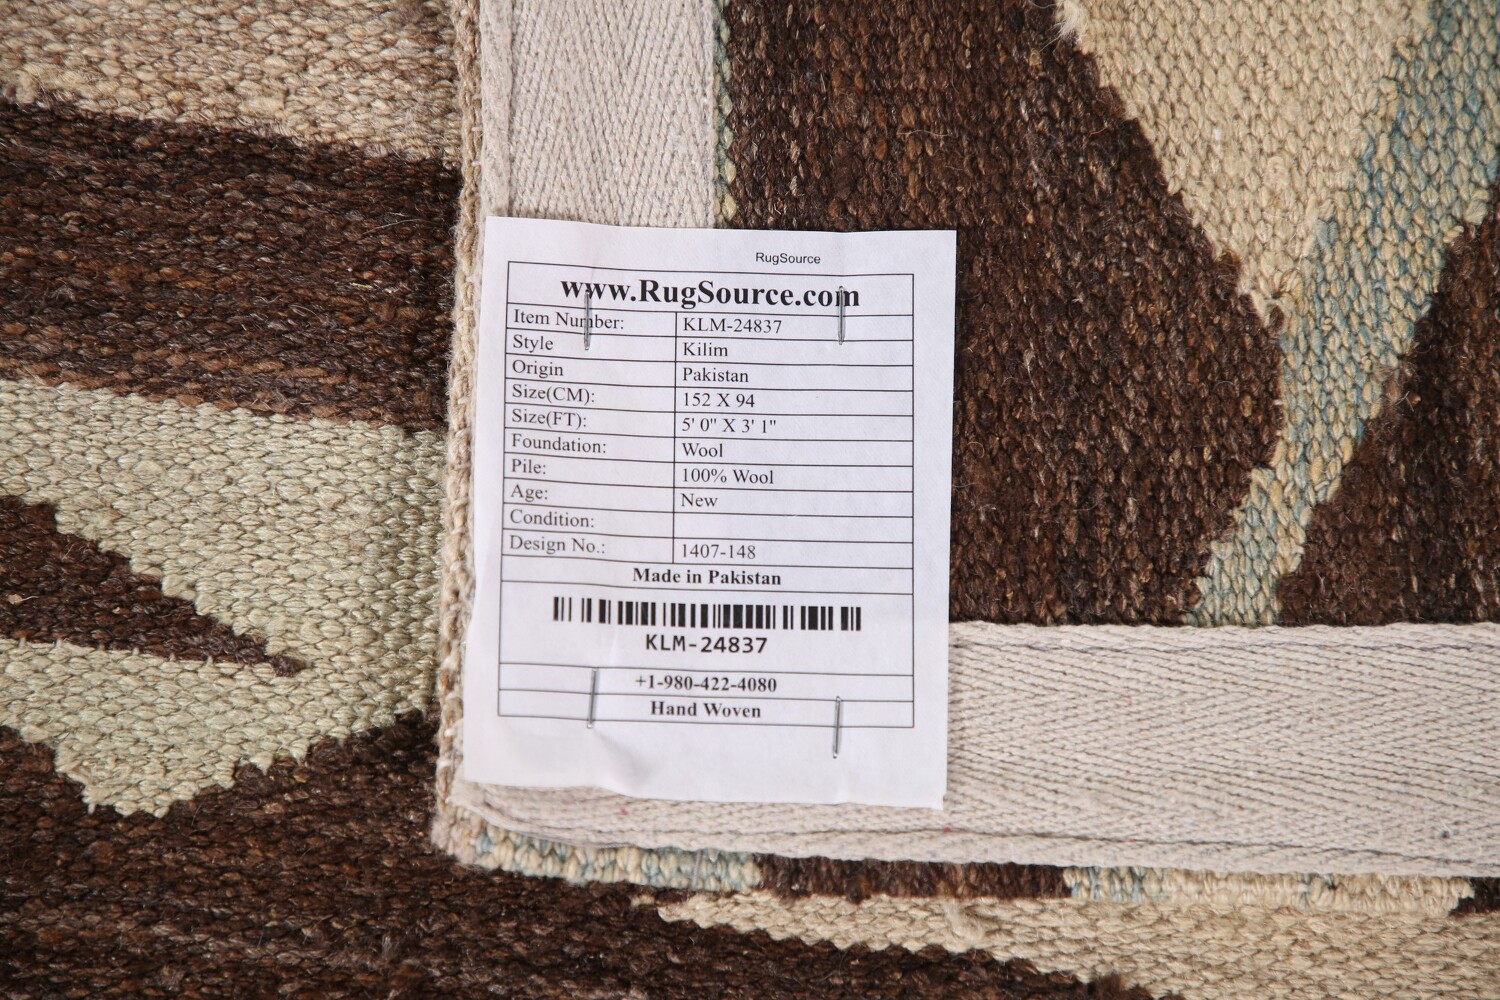 RugSource
www.RugSource.com
Item Number: KLM-24837
Style Kilim
Origin Pakistan
Size(CM): 152 X 94
Size(FT): 5' 0" X 3' 1"
Foundation: Wool
Pile: 100% Wool
Age: New
Condition:
Design No.: 1407-148
Made in Pakistan
KLM-24837
+1-980-422-4080
Hand Woven